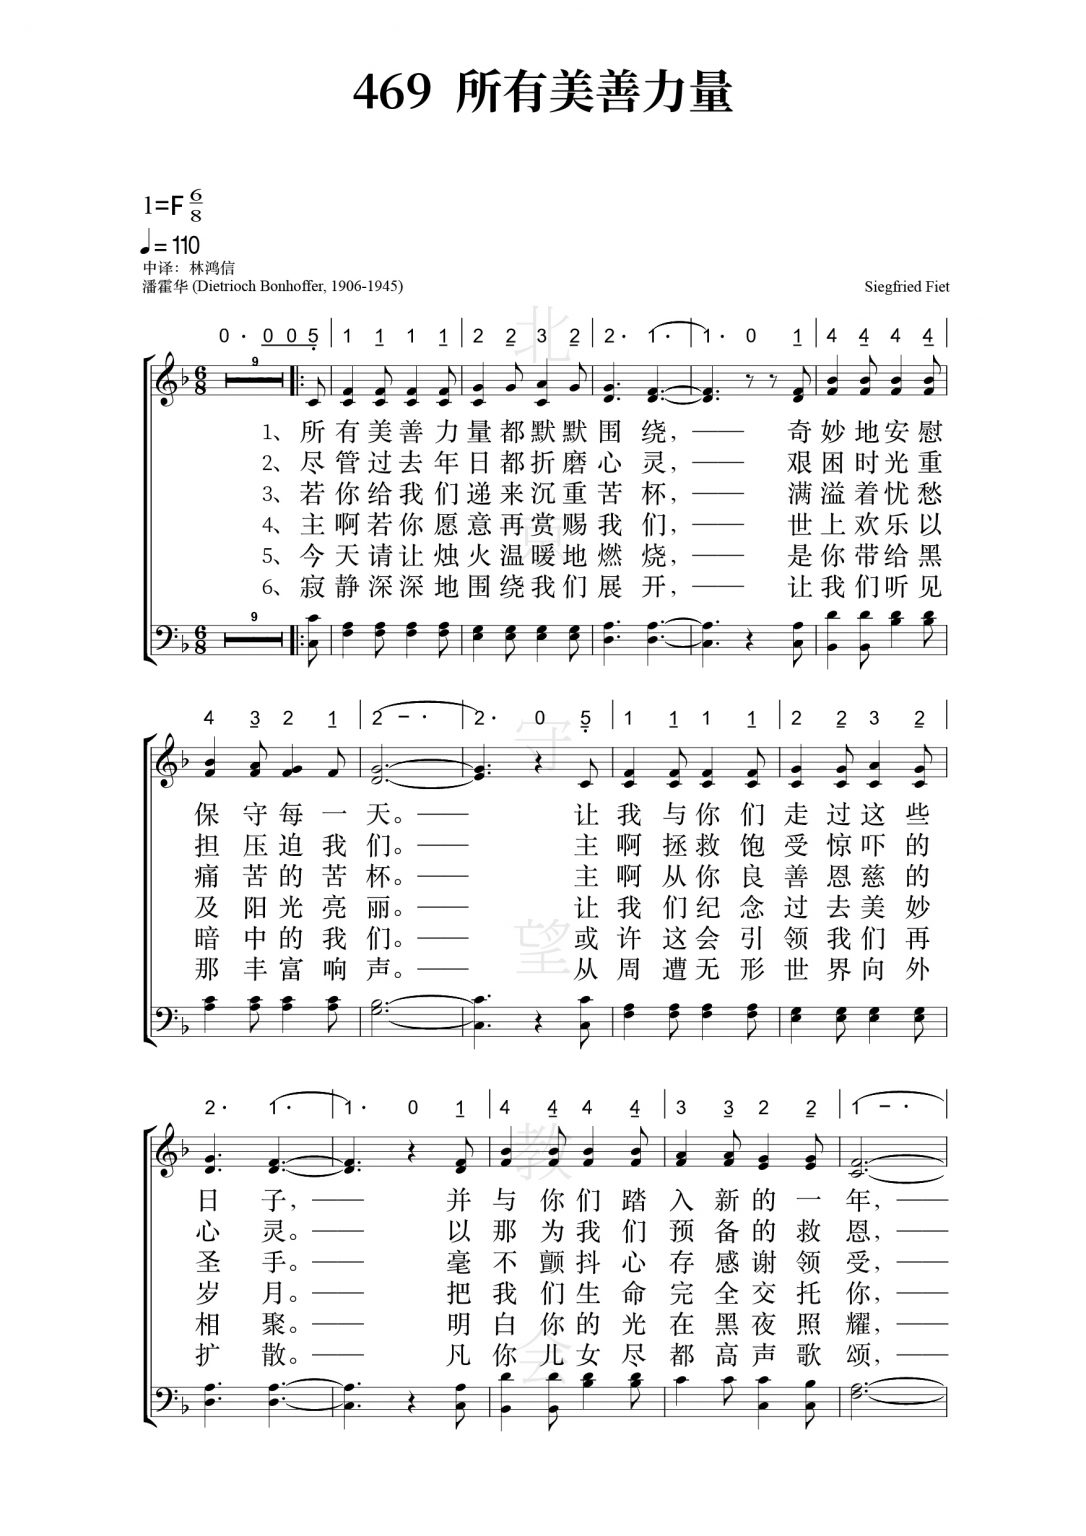 469 所有美善力量
1=F 6/8
♩= 110
中译：林鸿信
潘霍华 (Dietrioch Bonhoffer, 1906-1945) Siegfried Fiet
0· 0 0 5 | 1 1 1 1 | 2 2 3 2 | 2· 1· | 1· 0 1 | 4 4 4 4
9
1、所有美善力量都默默围绕，—— 奇妙地安慰
2、尽管过去年日都折磨心灵，—— 艰困时光重
3、若你给我们递来沉重苦杯，—— 满溢着忧愁
4、主啊若你愿意再赏赐我们，—— 世上欢乐以
5、今天请让烛火温暖地燃烧，—— 是你带给黑
6、寂静深深地围绕我们展开，—— 让我们听见
9
4 3 2 1 | 2 - · | 2· 0 5 | 1 1 1 1 | 2 2 3 2
保守每一天。—— 让我与你们走过这些
担压迫我们。—— 主啊拯救饱受惊吓的
痛苦的苦杯。—— 主啊从你良善恩慈的
及阳光亮丽。—— 让我们纪念过去美妙
暗中的我们。—— 或许这会引领我们再
那丰富响声。—— 从周遭无形世界向外
2· 1· | 1· 0 1 | 4 4 4 4 | 3 3 2 2 | 1 - ·
日子，—— 并与你们踏入新的一年，——
心灵。—— 以那为我们预备的救恩，——
圣手。—— 毫不颤抖心存感谢领受，——
岁月。—— 把我们生命完全交托你，——
相聚。—— 明白你的光在黑夜照耀，——
扩散。—— 凡你儿女尽都高声歌颂，——
北京守望教会